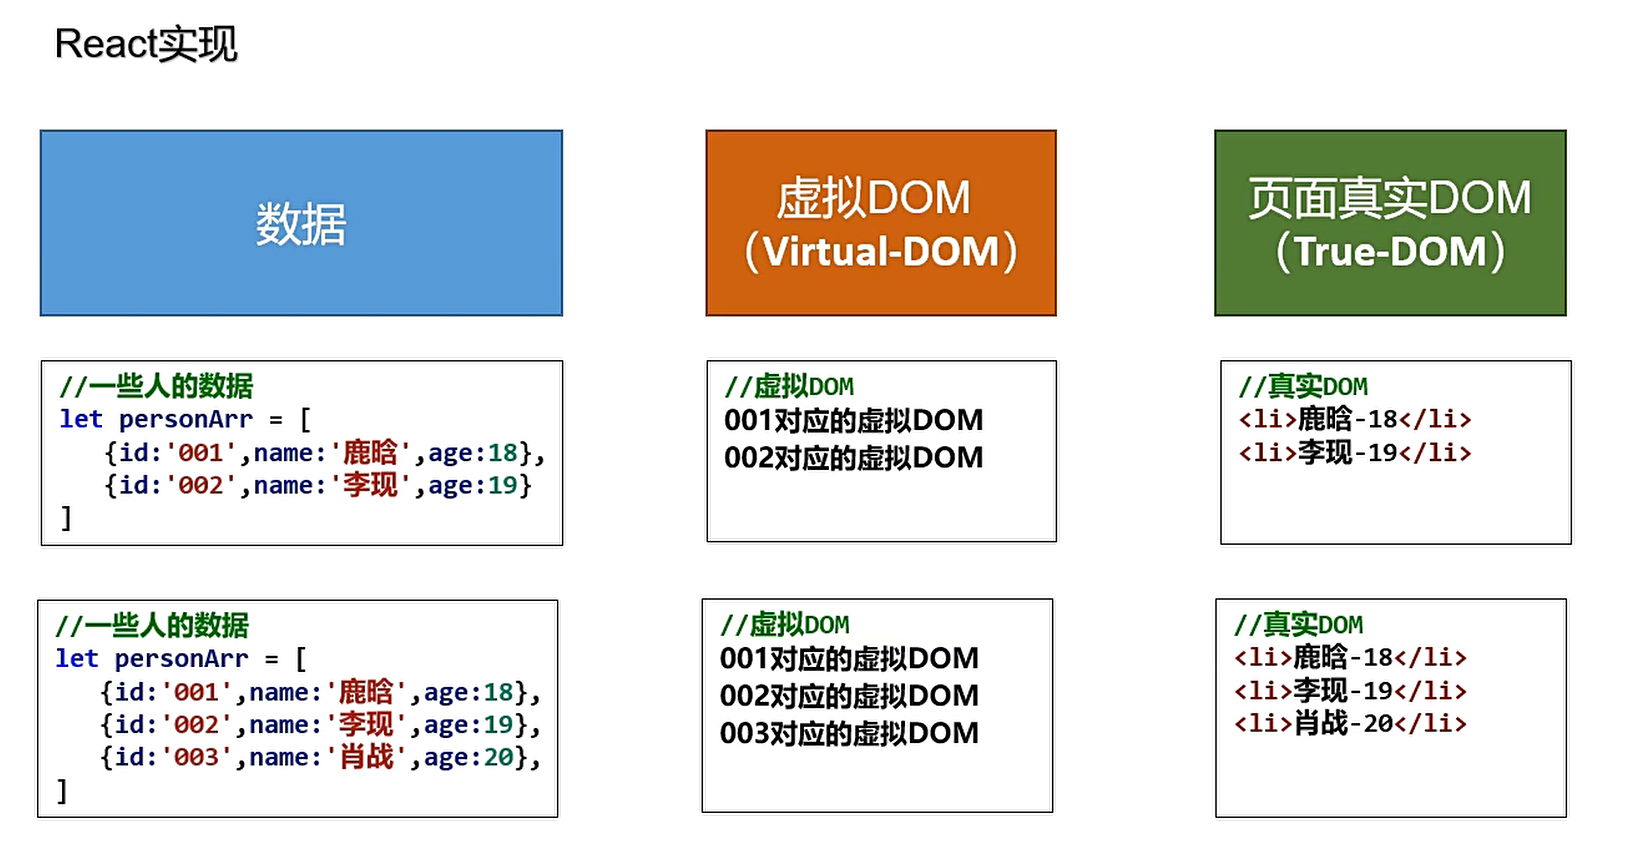 React实现
数据
虚拟DOM
（Virtual-DOM）
页面真实DOM
（True-DOM）
//一些人的数据
let personArr = [
{id:'001',name:'鹿晗',age:18},
{id:'002',name:'李现',age:19}
]
//虚拟DOM
001对应的虚拟DOM
002对应的虚拟DOM
//真实DOM
<li>鹿晗-18</li>
<li>李现-19</li>
//一些人的数据
let personArr = [
{id:'001',name:'鹿晗',age:18},
{id:'002',name:'李现',age:19},
{id:'003',name:'肖战',age:20},
]
//虚拟DOM
001对应的虚拟DOM
002对应的虚拟DOM
003对应的虚拟DOM
//真实DOM
<li>鹿晗-18</li>
<li>李现-19</li>
<li>肖战-20</li>